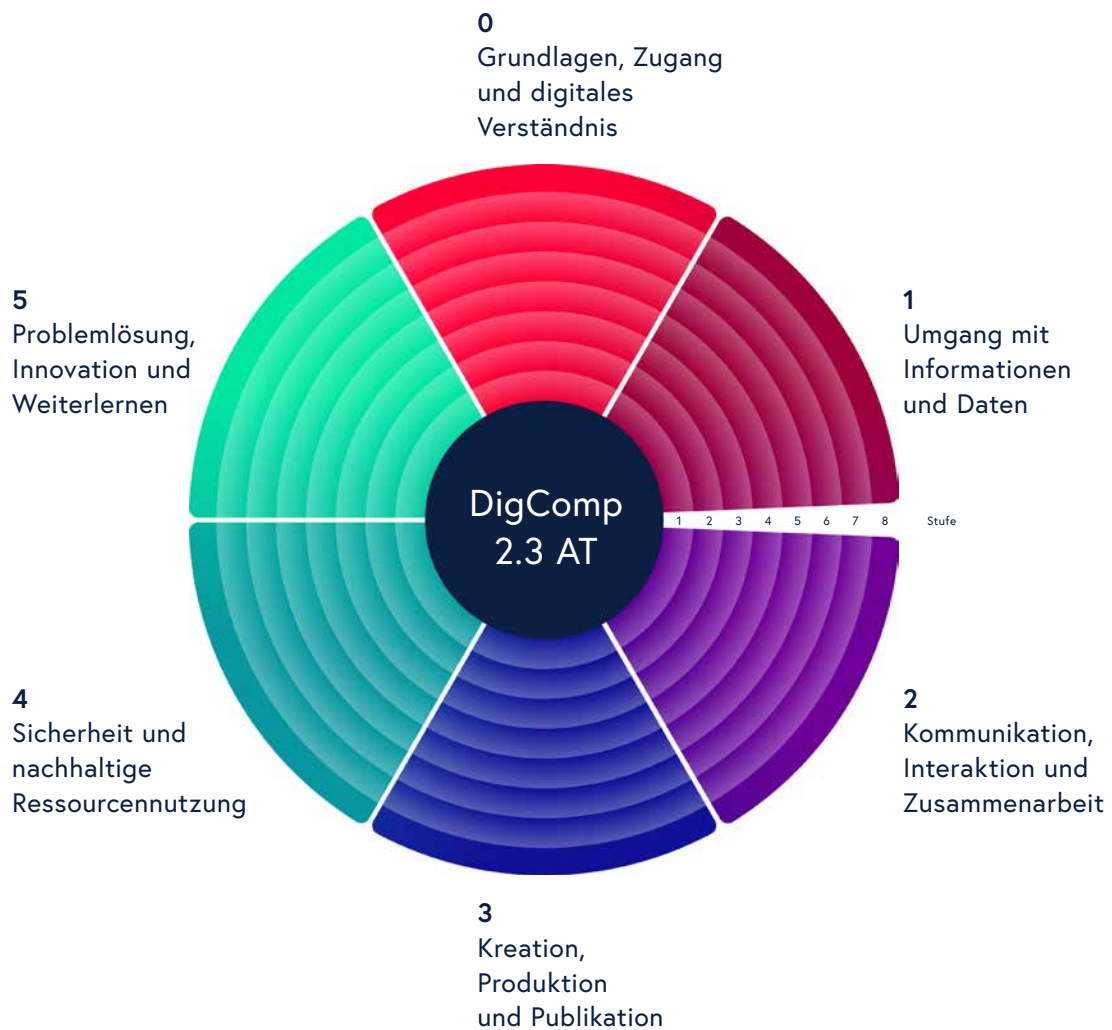 0
Grundlagen, Zugang
und digitales
Verständnis
5
Problemlösung,
Innovation und
Weiterlernen
1
Umgang mit
Informationen
und Daten
DigComp
2.3 AT
1 2 3 4 5 6 7 8 Stufe
4
Sicherheit und
nachhaltige
Ressourcennutzung
2
Kommunikation,
Interaktion und
Zusammenarbeit
3
Kreation,
Produktion
und Publikation